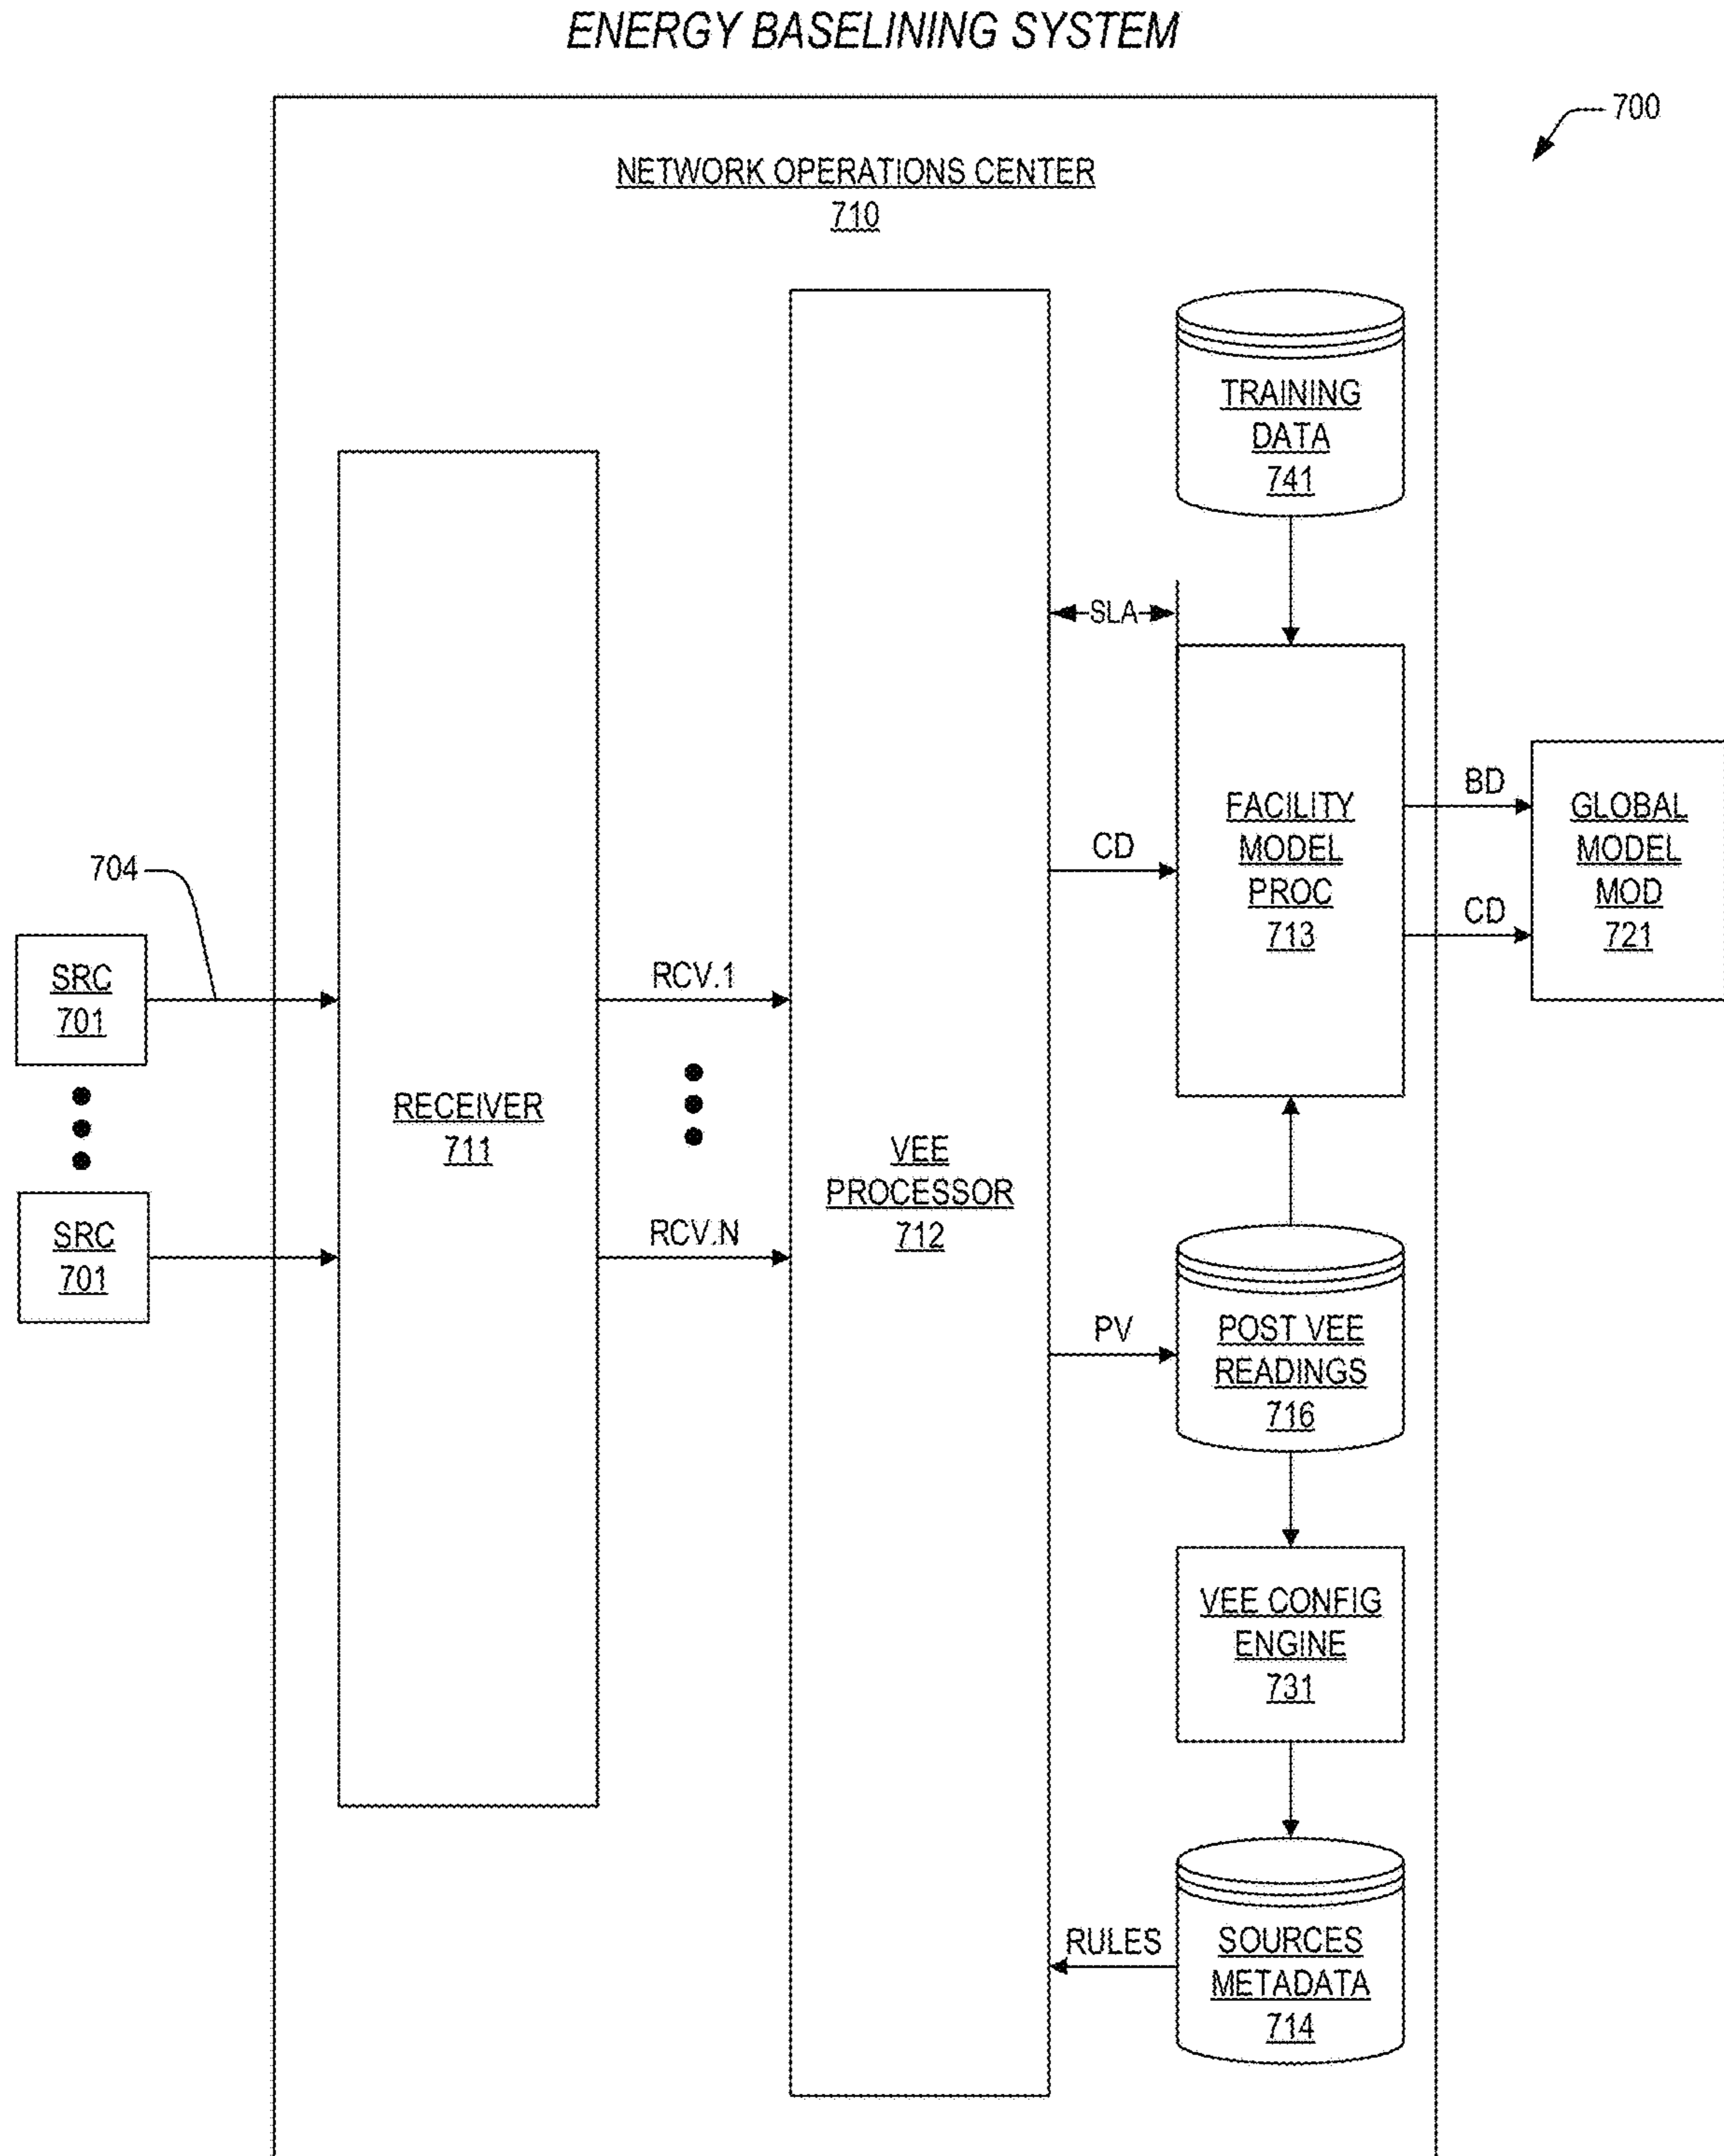 ENERGY BASELINING SYSTEM
700
NETWORK OPERATIONS CENTER
710
TRAINING
DATA
741
SLA
FACILITY
MODEL
PROC
713
BD
CD
GLOBAL
MODEL
MOD
721
CD
704
SRC
701
SRC
701
RECEIVER
711
RCV.1
RCV.N
VEE
PROCESSOR
712
PV
POST VEE
READINGS
716
VEE CONFIG
ENGINE
731
RULES
SOURCES
METADATA
714